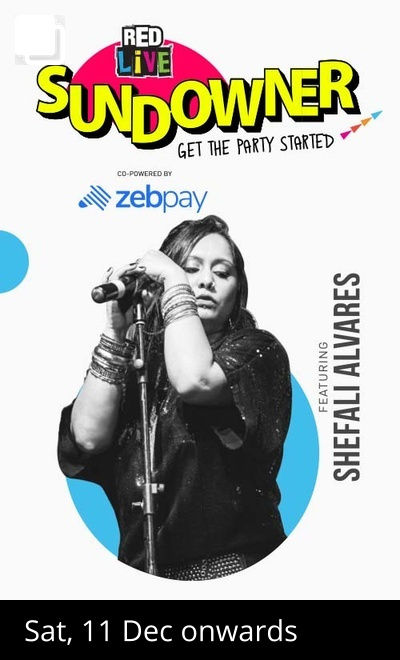 RED
LiVE
SUNDOWNER
GET THE PARTY STARTED
CO-POWERED BY
zebpay
FEATURING
SHEFALI ALVARES
Sat, 11 Dec onwards